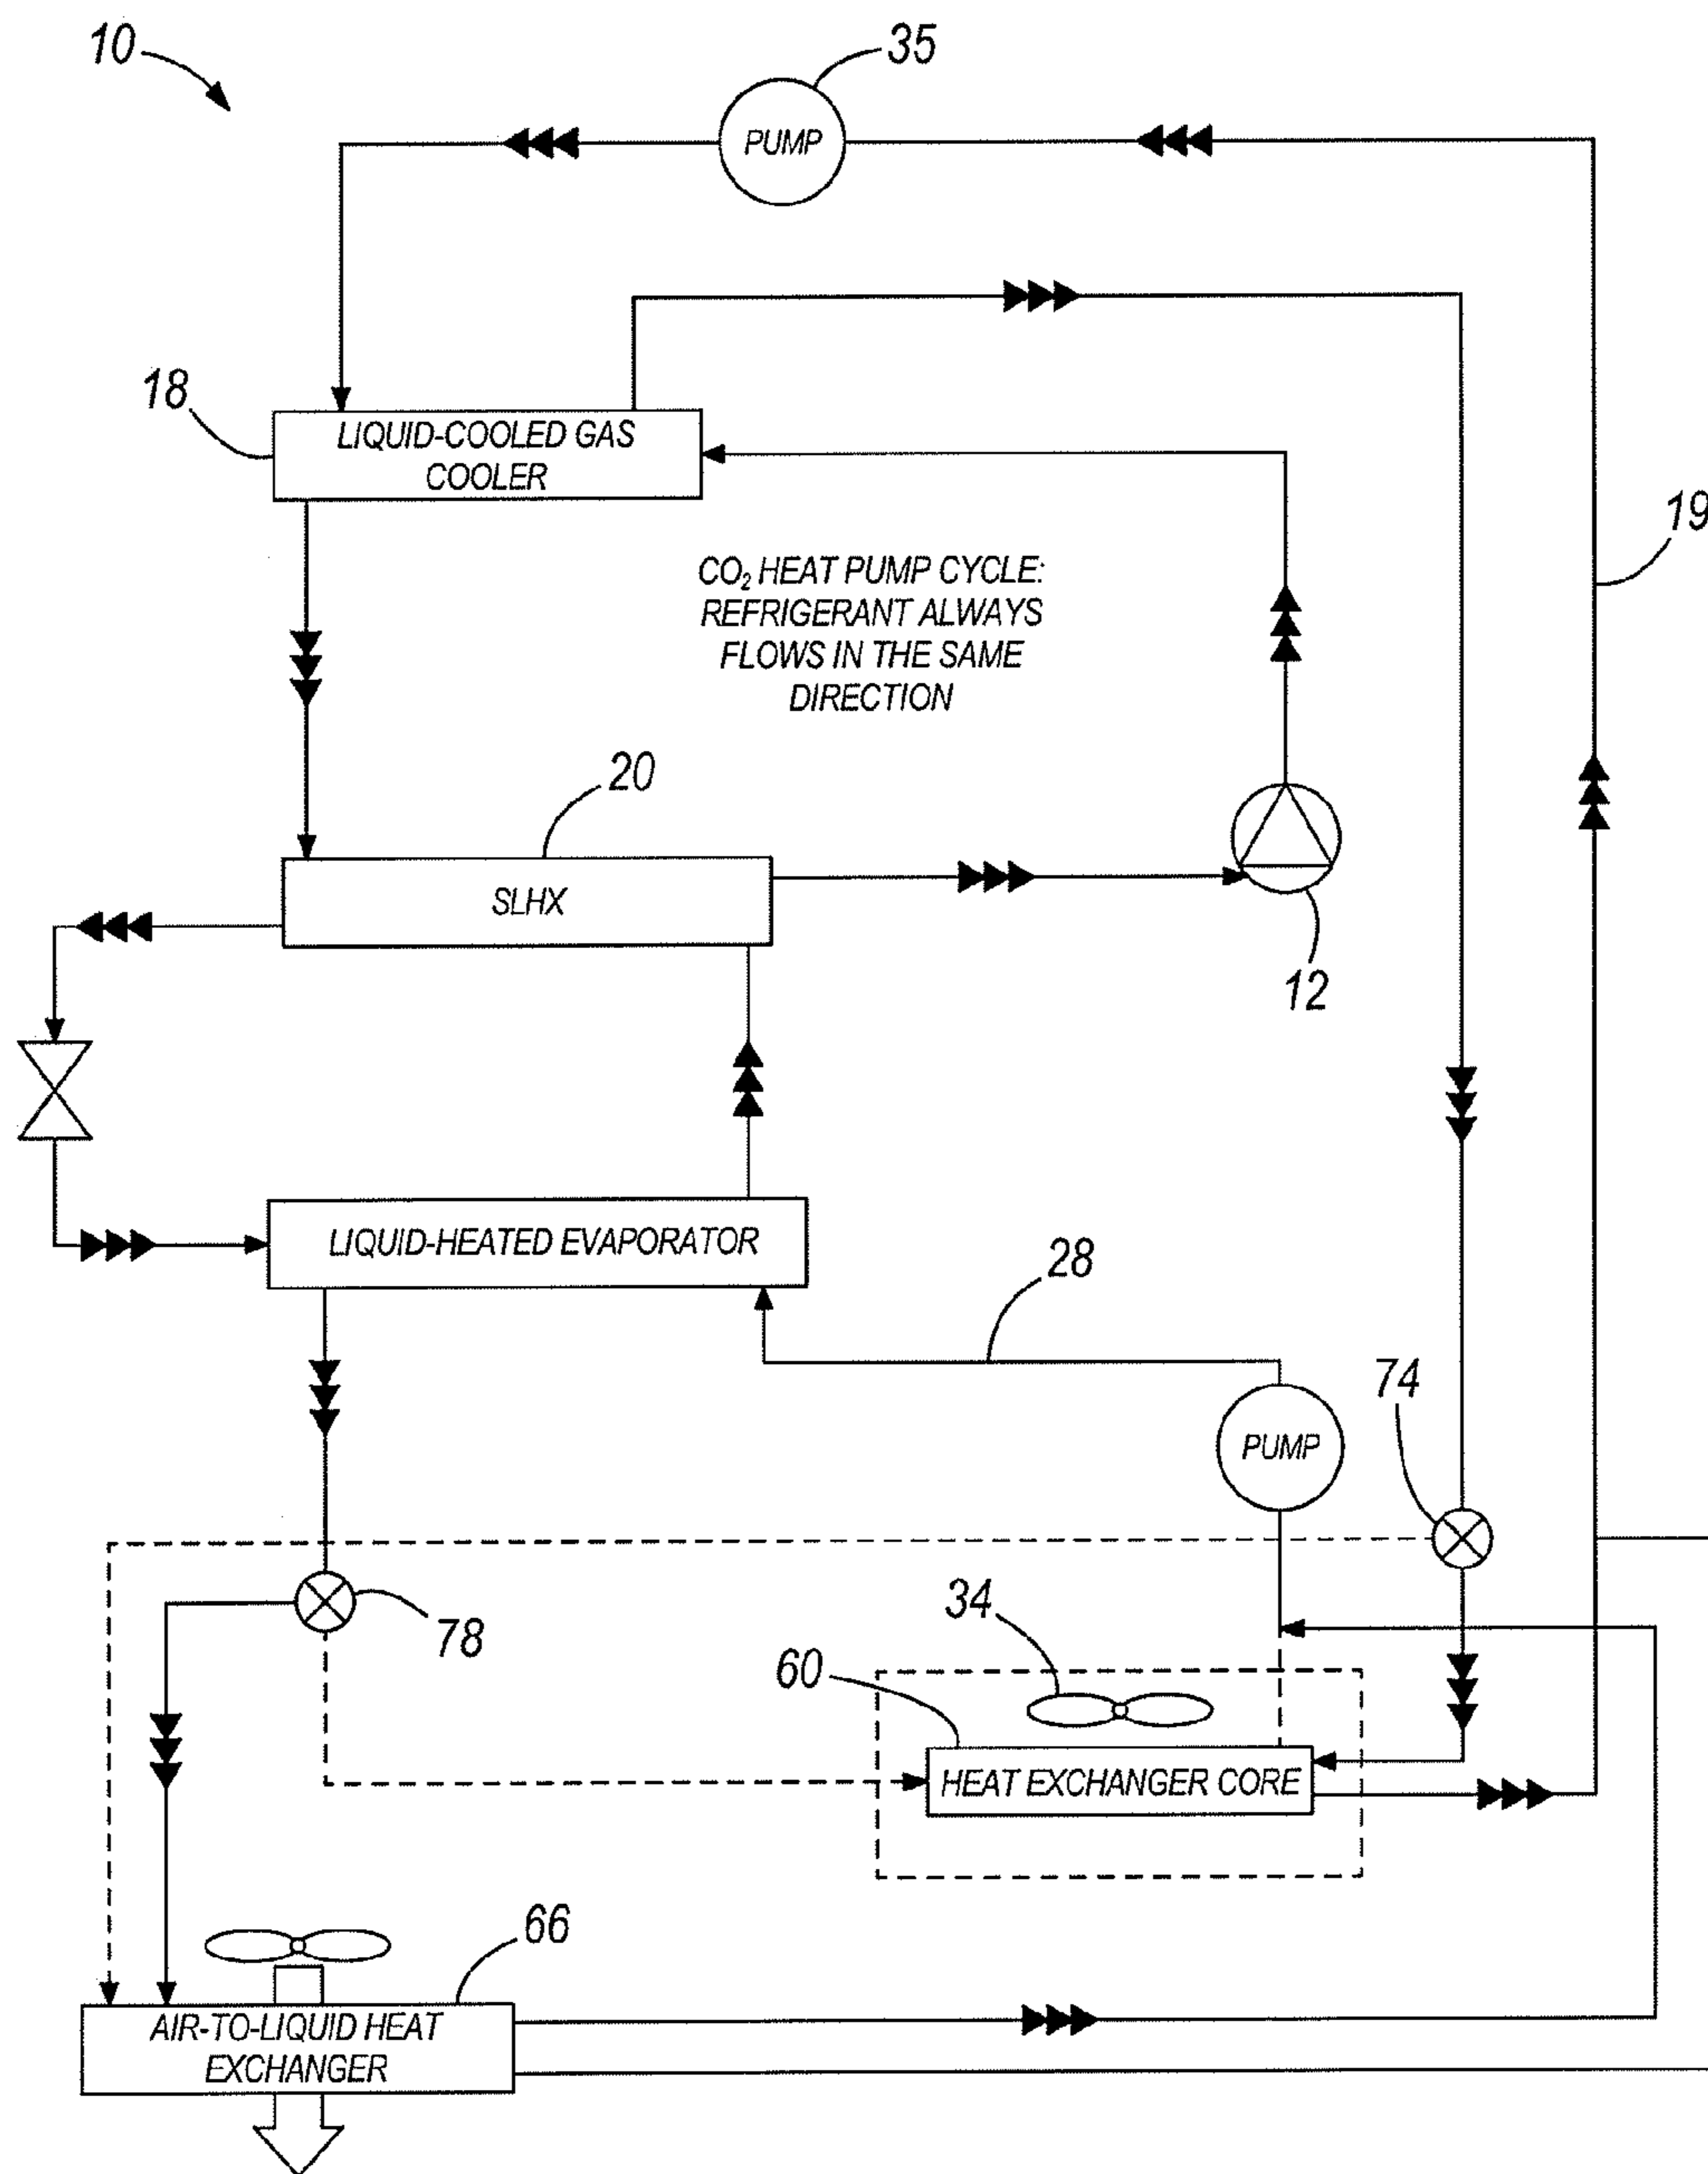 10
35
PUMP
18
LIQUID-COOLED GAS
COOLER
19
CO₂ HEAT PUMP CYCLE:
REFRIGERANT ALWAYS
FLOWS IN THE SAME
DIRECTION
20
SLHX
12
LIQUID-HEATED EVAPORATOR
28
74
PUMP
78
34
60
HEAT EXCHANGER CORE
66
AIR-TO-LIQUID HEAT
EXCHANGER